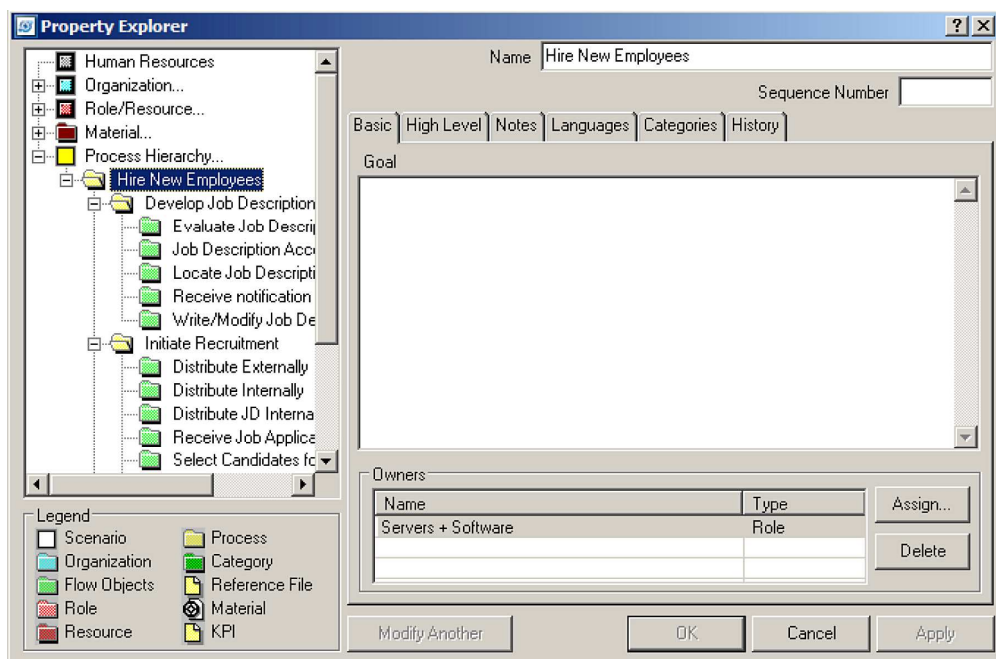 Property Explorer
Human Resources
Organization...
Role/Resource...
Material...
Process Hierarchy...
Hire New Employees
Develop Job Description
Evaluate Job Descrip
Job Description Acc
Locate Job Descripti
Receive notification
Write/Modify Job De
Initiate Recruitment
Distribute Externally
Distribute Internally
Distribute JD Interna
Receive Job Applica
Select Candidates fo
Legend
Scenario Process
Organization Category
Flow Objects Reference File
Role Material
Resource KPI
Name Hire New Employees
Sequence Number
Basic High Level Notes Languages Categories History
Goal
Owners
Name Type
Servers + Software Role
Assign...
Delete
Modify Another OK Cancel Apply